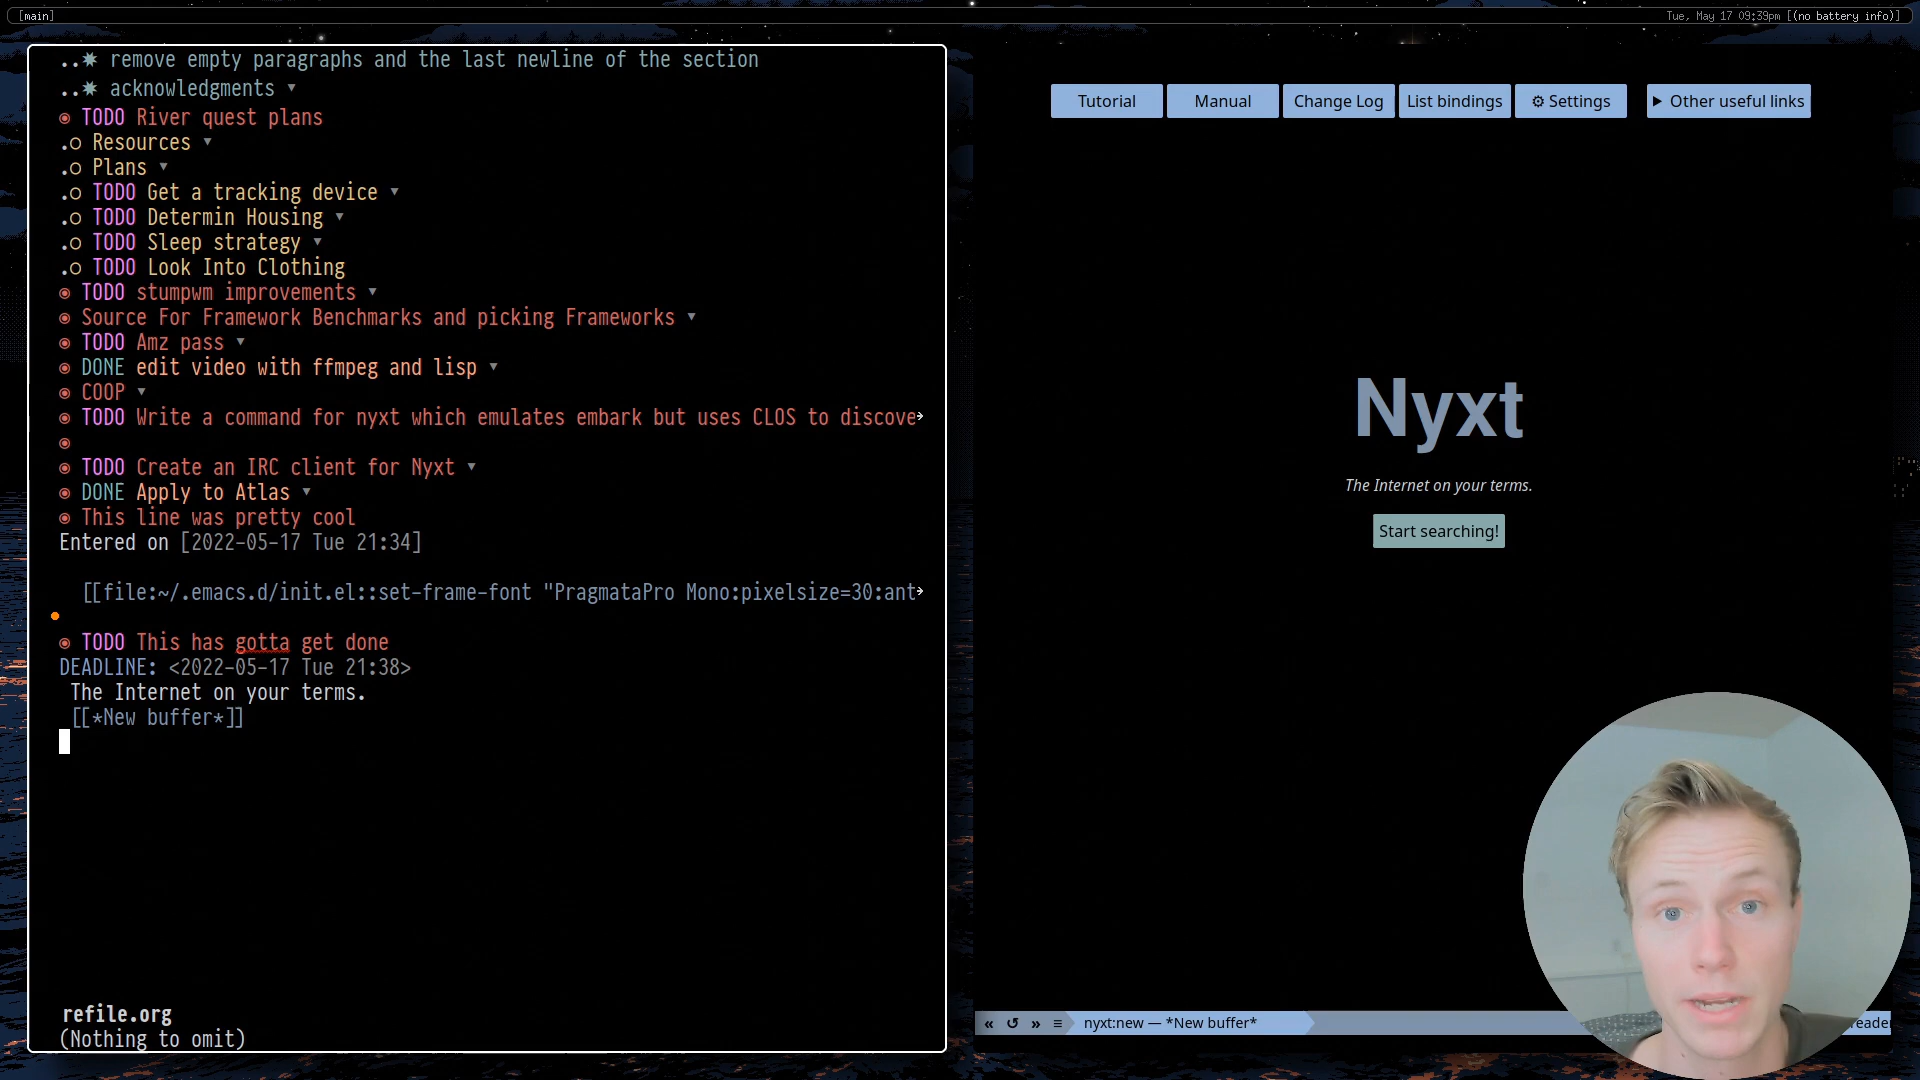 [main]
Tue, May 17 09:39pm [(no battery info)]
..✸ remove empty paragraphs and the last newline of the section
..✸ acknowledgments ▾
◉ TODO River quest plans
.○ Resources ▾
.○ Plans ▾
.○ TODO Get a tracking device ▾
.○ TODO Determin Housing ▾
.○ TODO Sleep strategy ▾
.○ TODO Look Into Clothing
◉ TODO stumpwm improvements ▾
◉ Source For Framework Benchmarks and picking Frameworks ▾
◉ TODO Amz pass ▾
◉ DONE edit video with ffmpeg and lisp ▾
◉ COOP ▾
◉ TODO Write a command for nyxt which emulates embark but uses CLOS to discove
◉
◉ TODO Create an IRC client for Nyxt ▾
◉ DONE Apply to Atlas ▾
◉ This line was pretty cool
Entered on [2022-05-17 Tue 21:34]
[[file:~/.emacs.d/init.el::set-frame-font "PragmataPro Mono:pixelsize=30:ant
◉ TODO This has gotta get done
DEADLINE: <2022-05-17 Tue 21:38>
The Internet on your terms.
[[*New buffer*]]
refile.org
(Nothing to omit)
Tutorial
Manual
Change Log
List bindings
⚙ Settings
▶ Other useful links
Nyxt
The Internet on your terms.
Start searching!
« ↺ » ≡ nyxt:new — *New buffer*